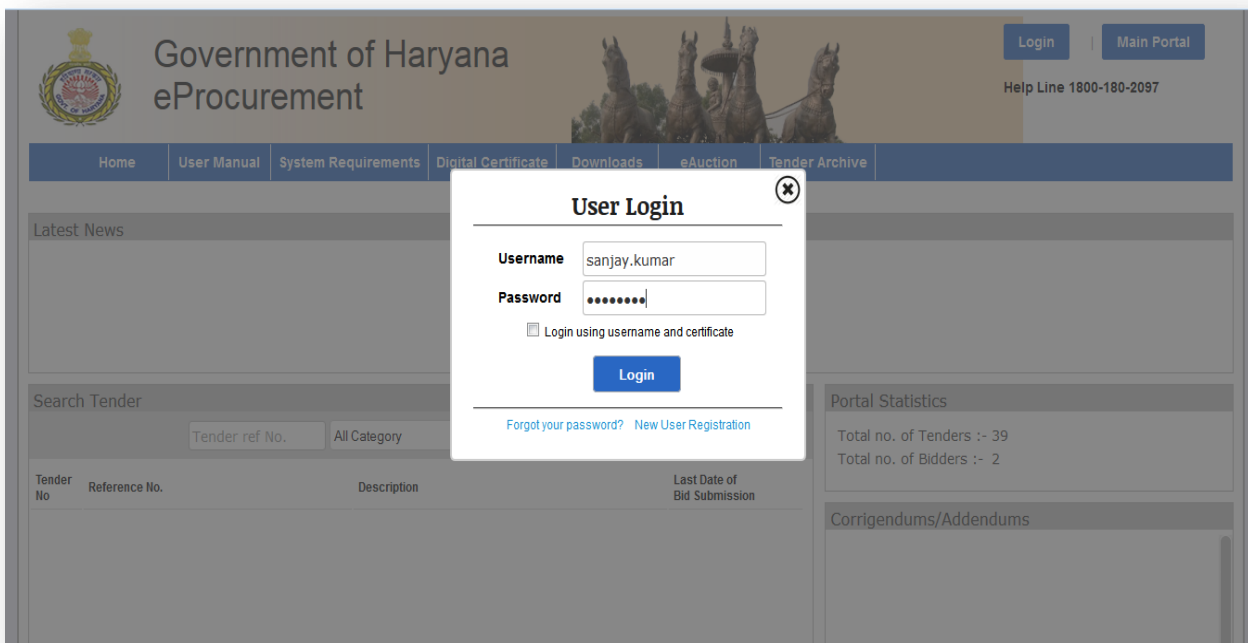 Government of Haryana
eProcurement
Login | Main Portal
Help Line 1800-180-2097
Home User Manual System Requirements Digital Certificate Downloads eAuction Tender Archive
User Login
Latest News
Username sanjay.kumar
Password ••••••••
Login using username and certificate
Login
Forgot your password? New User Registration
Search Tender
Tender ref No. All Category
Tender No Reference No. Description Last Date of Bid Submission
Portal Statistics
Total no. of Tenders :- 39
Total no. of Bidders :- 2
Corrigendums/Addendums